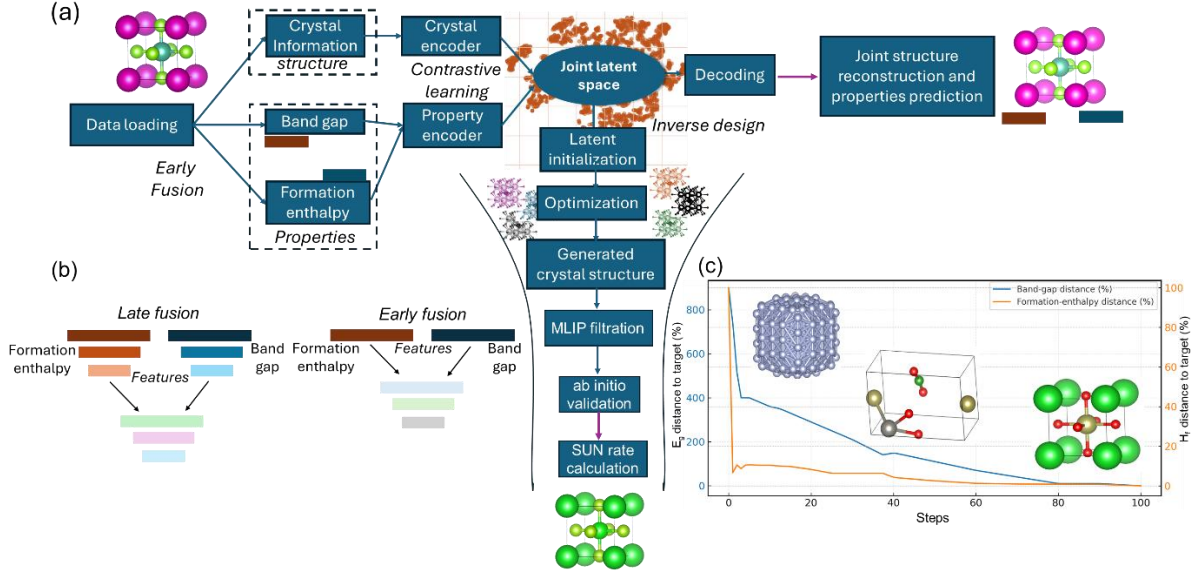 (a)
Crystal
Information
structure
Crystal
encoder
Contrastive
learning
Joint latent
space
Decoding
Joint structure
reconstruction and
properties prediction
Data loading
Band gap
Property
encoder
Inverse design
Early
Fusion
Formation
enthalpy
Properties
Latent
initialization
Optimization
Generated
crystal structure
MLIP filtration
ab initio
validation
SUN rate
calculation
(b)
Late fusion
Formation
enthalpy
Band
gap
Features
Early fusion
Formation
enthalpy
Features
Band
gap
(c)
Band-gap distance (%)
Formation-enthalpy distance (%)
E_g distance to target (%)
800
600
400
200
0
H_f distance to target (%)
100
80
60
40
20
0
0
20
40
60
80
100
Steps